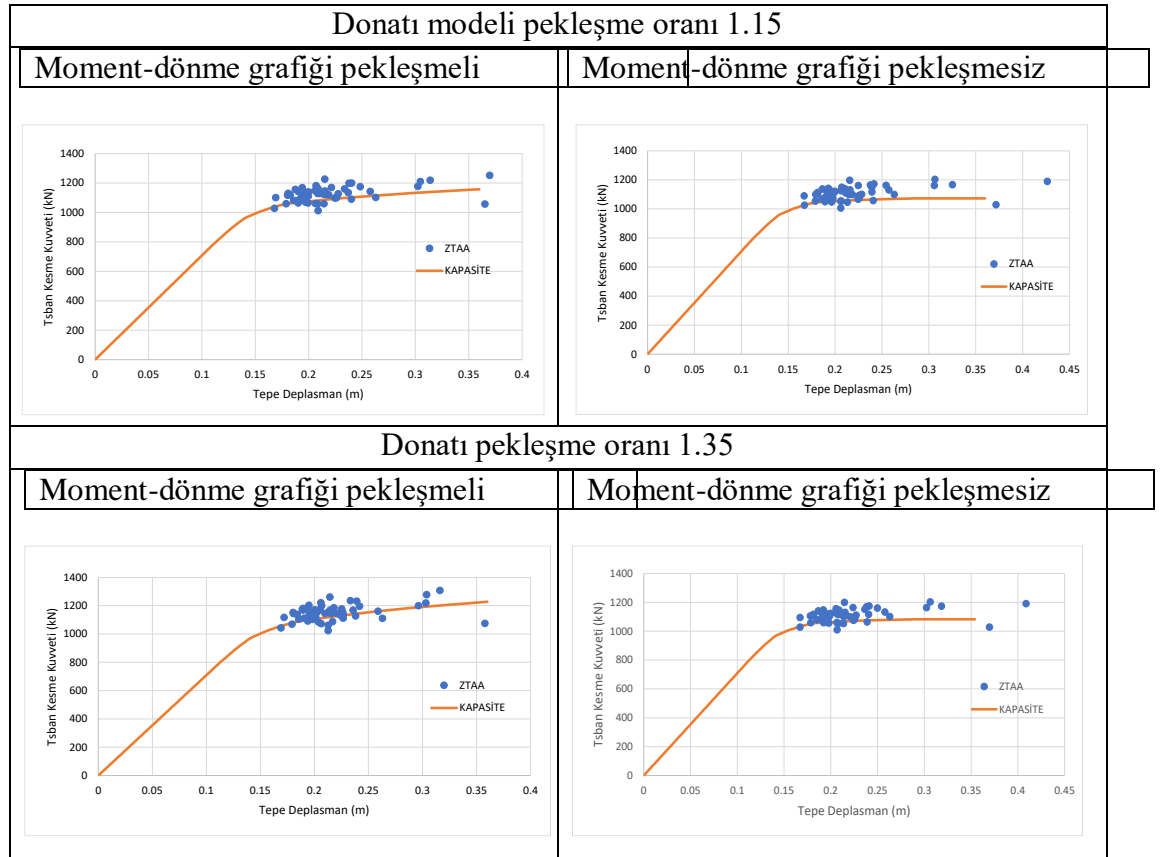 Donatı modeli pekleşme oranı 1.15
Moment-dönme grafiği pekleşmeli
Moment-dönme grafiği pekleşmesiz
1400
1200
1000
800
600
400
200
0
Tsban Kesme Kuvveti (kN)
ZTAA
KAPASİTE
0 0.05 0.1 0.15 0.2 0.25 0.3 0.35 0.4
Tepe Deplasman (m)
1400
1200
1000
800
600
400
200
0
Tsban Kesme Kuvveti (kN)
ZTAA
KAPASİTE
0 0.05 0.1 0.15 0.2 0.25 0.3 0.35 0.4 0.45
Tepe Deplasman (m)
Donatı pekleşme oranı 1.35
Moment-dönme grafiği pekleşmeli
Moment-dönme grafiği pekleşmesiz
1400
1200
1000
800
600
400
200
0
Tsban Kesme Kuvveti (kN)
ZTAA
KAPASİTE
0 0.05 0.1 0.15 0.2 0.25 0.3 0.35 0.4
Tepe Deplasman (m)
1400
1200
1000
800
600
400
200
0
Tsban Kesme Kuvveti (kN)
ZTAA
KAPASİTE
0 0.05 0.1 0.15 0.2 0.25 0.3 0.35 0.4 0.45
Tepe Deplasman (m)